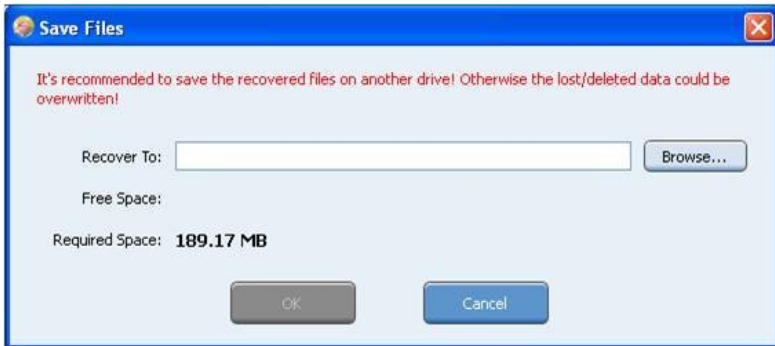 Save Files
It's recommended to save the recovered files on another drive! Otherwise the lost/deleted data could be
overwritten!
Recover To:
Browse...
Free Space:
Required Space: 189.17 MB
OK
Cancel